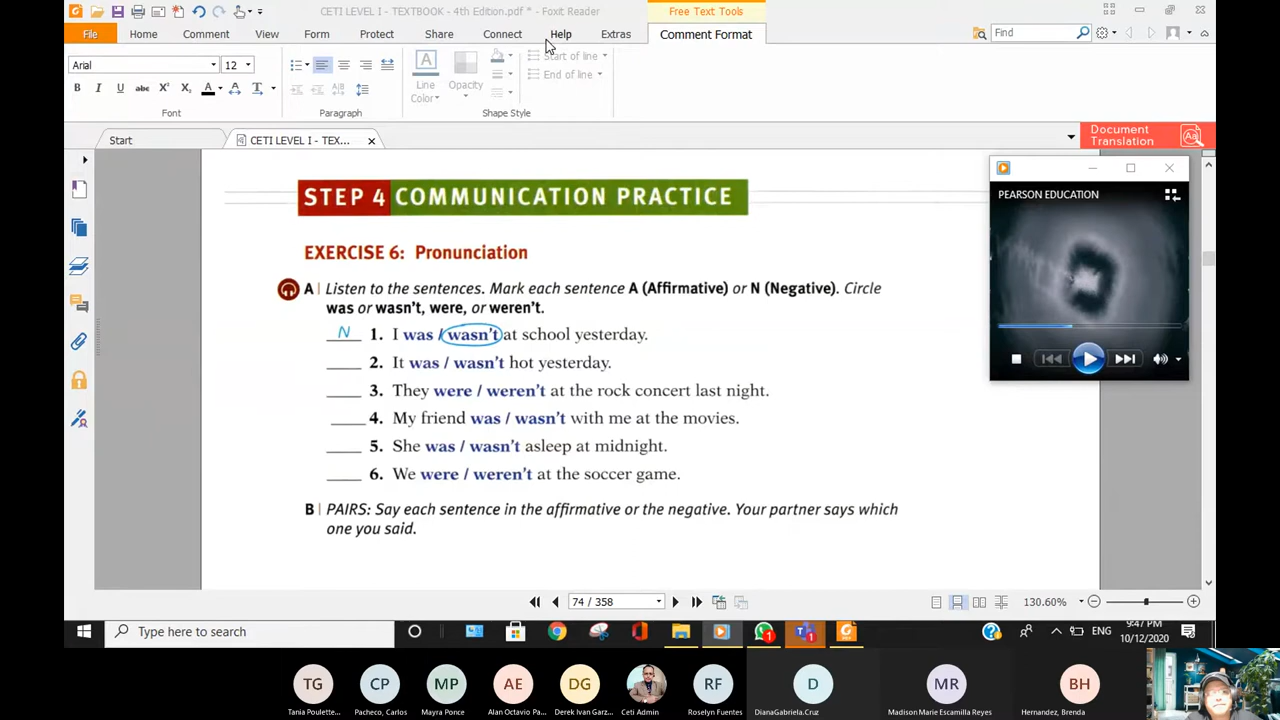 CETI LEVEL I - TEXTBOOK - 4th Edition.pdf * - Foxit Reader
Free Text Tools
File Home Comment View Form Protect Share Connect Help Extras Comment Format Find
Arial 12
Line Color
Opacity
Start of line
End of line
Font Paragraph Shape Style
Start
CETI LEVEL I - TEX...
Document Translation
STEP 4 COMMUNICATION PRACTICE
PEARSON EDUCATION
EXERCISE 6: Pronunciation
A | Listen to the sentences. Mark each sentence A (Affirmative) or N (Negative). Circle
was or wasn't, were, or weren't.
N 1. I was / wasn't at school yesterday.
2. It was / wasn't hot yesterday.
3. They were / weren't at the rock concert last night.
4. My friend was / wasn't with me at the movies.
5. She was / wasn't asleep at midnight.
6. We were / weren't at the soccer game.
B | PAIRS: Say each sentence in the affirmative or the negative. Your partner says which
one you said.
74 / 358
130.60%
Type here to search
ENG
9:47 PM
10/12/2020
TG CP MP AE DG RF D MR BH
Tania Poulette... Pacheco, Carlos Mayra Ponce Alan Octavio Pa... Derek Ivan Garz... Ceti Admin Roselyn Fuentes DianaGabriela.Cruz Madison Marie Escamilla Reyes Hernandez, Brenda